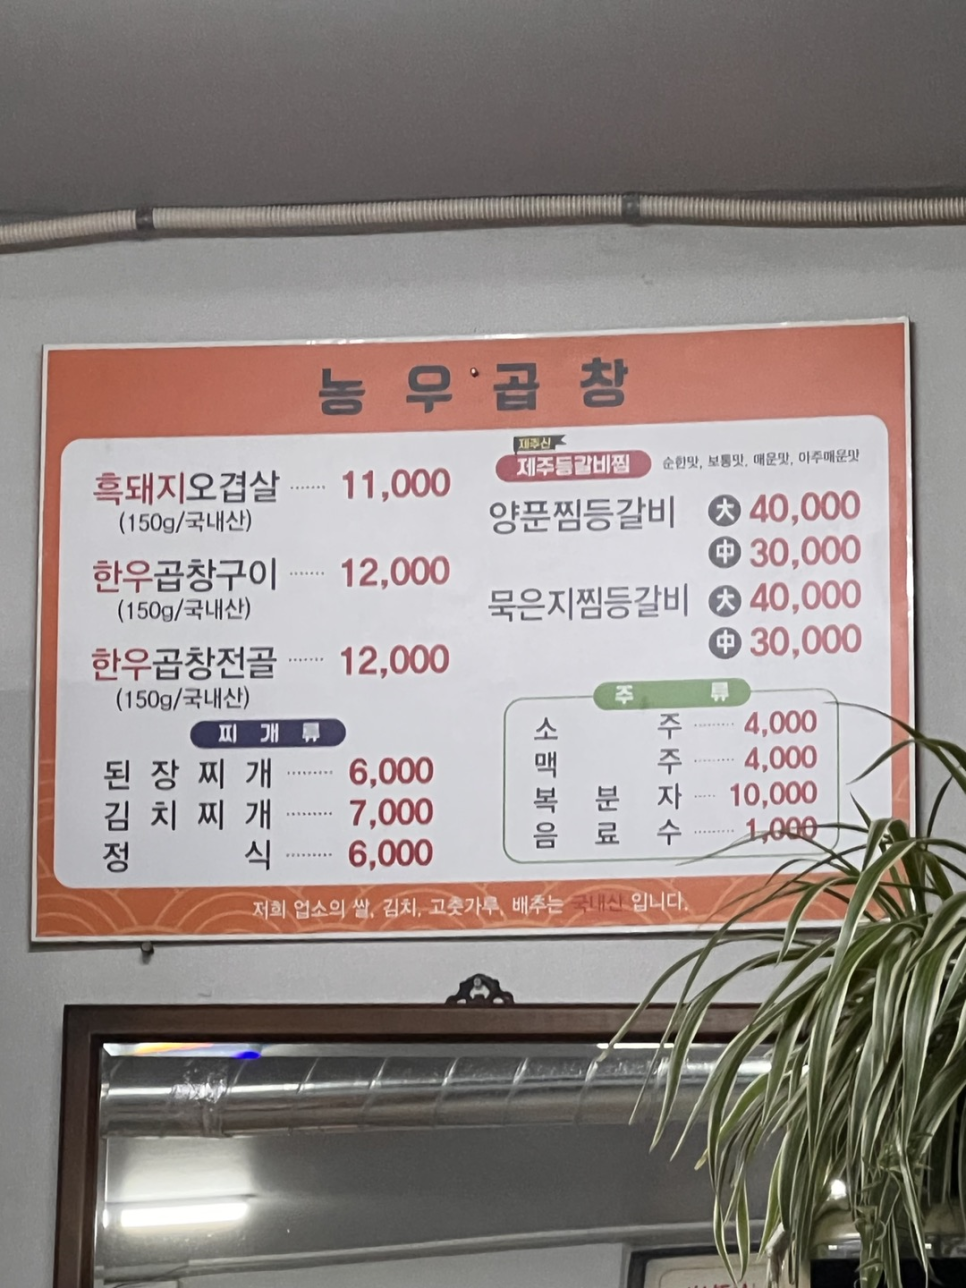 농우곱창
흑돼지오겹살 ······· 11,000
(150g/국내산)
한우곱창구이 ······· 12,000
(150g/국내산)
한우곱창전골 ······· 12,000
(150g/국내산)
찌개류
된장찌개 ········· 6,000
김치찌개 ········· 7,000
정식 ········· 6,000
제주신
제주등갈비찜 순한맛, 보통맛, 매운맛, 아주매운맛
양푼찜등갈비 大 40,000
中 30,000
묵은지찜등갈비 大 40,000
中 30,000
주류
소주 ········ 4,000
맥주 ········ 4,000
복분자 ···· 10,000
음료수 ········ 1,000
저희 업소의 쌀, 김치, 고춧가루, 배추는 국내산 입니다.